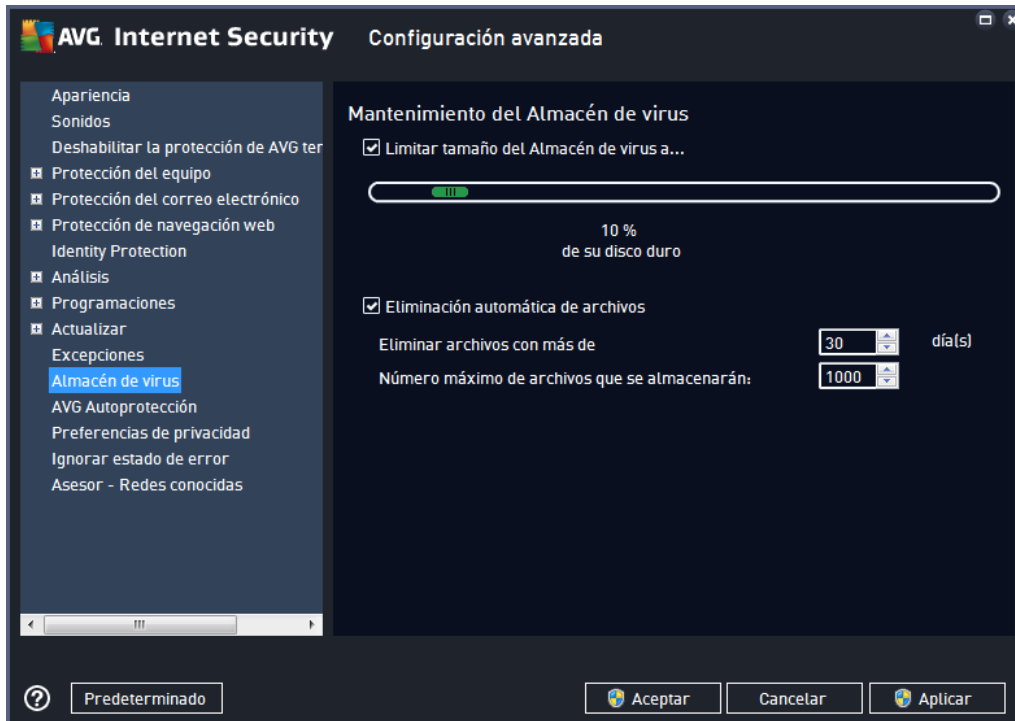 AVG. Internet Security Configuración avanzada
Apariencia
Sonidos
Deshabilitar la protección de AVG ter
Protección del equipo
Protección del correo electrónico
Protección de navegación web
Identity Protection
Análisis
Programaciones
Actualizar
Excepciones
Almacén de virus
AVG Autoprotección
Preferencias de privacidad
Ignorar estado de error
Asesor - Redes conocidas
Mantenimiento del Almacén de virus
Limitar tamaño del Almacén de virus a...
10 %
de su disco duro
Eliminación automática de archivos
Eliminar archivos con más de 30 día(s)
Número máximo de archivos que se almacenarán: 1000
Predeterminado Aceptar Cancelar Aplicar